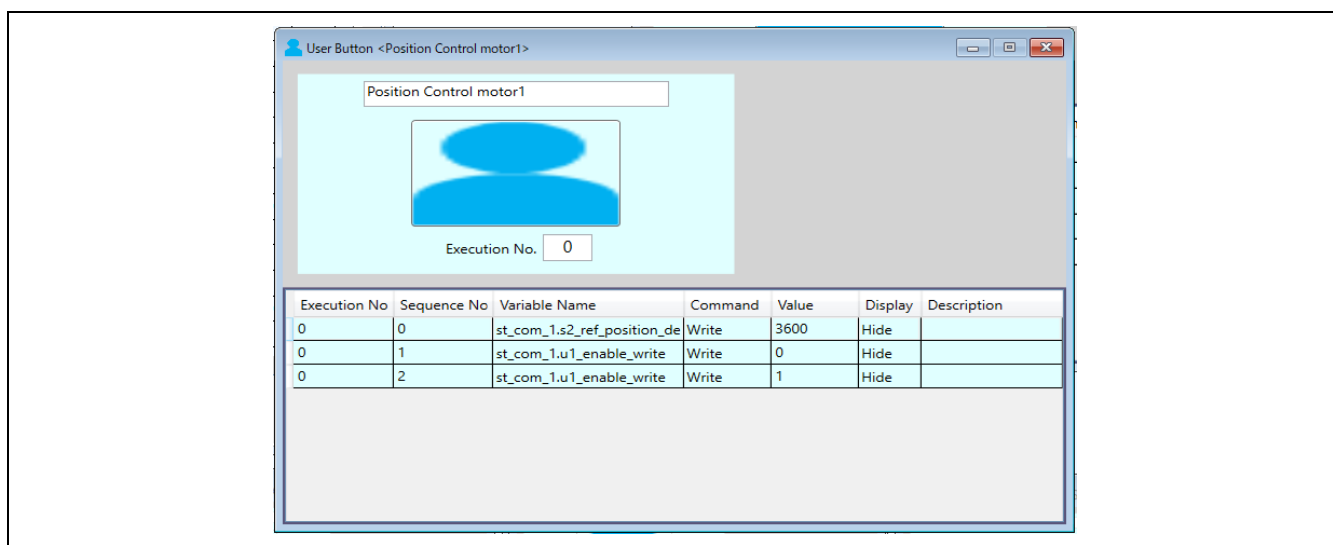 User Button <Position Control motor1>
Position Control motor1
Execution No. 0
Execution No Sequence No Variable Name Command Value Display Description
0 0 st_com_1.s2_ref_position_de Write 3600 Hide
0 1 st_com_1.u1_enable_write Write 0 Hide
0 2 st_com_1.u1_enable_write Write 1 Hide